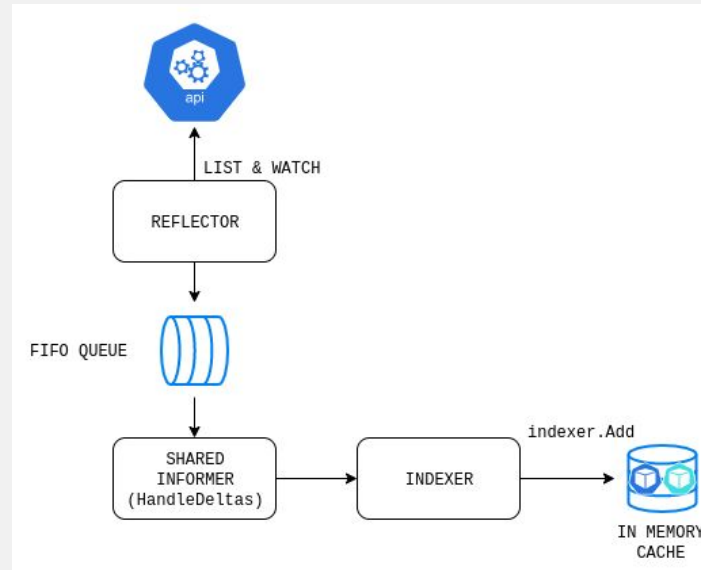 api
LIST & WATCH
REFLECTOR
FIFO QUEUE
SHARED
INFORMER
(HandleDeltas)
INDEXER
indexer.Add
IN MEMORY
CACHE